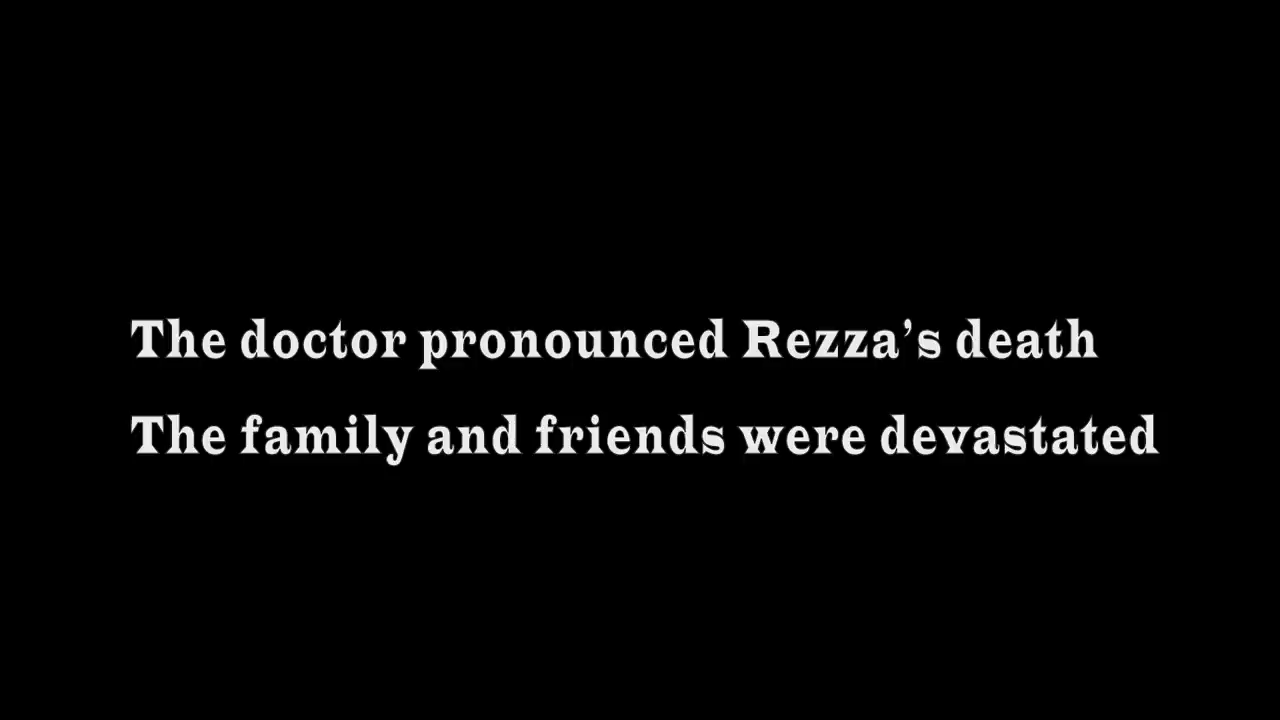 The doctor pronounced Rezza’s death
The family and friends were devastated